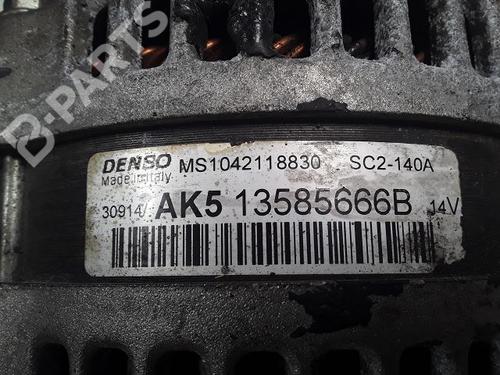 B-PARTS
DENSO MS1042118830 SC2-140A
Made in Italy
30914/ AK5 13585666B 14V